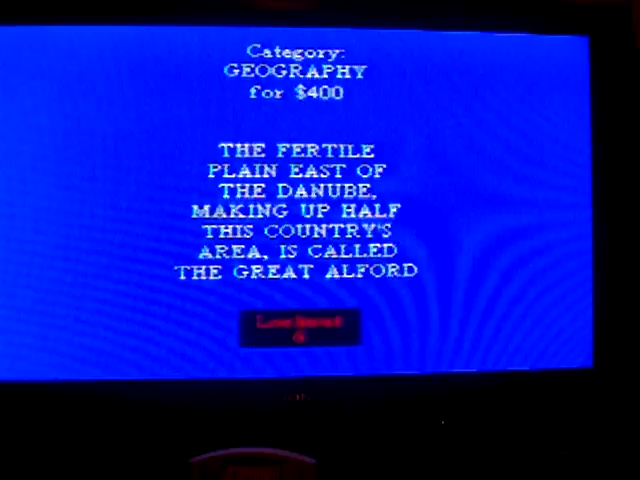 Category:
GEOGRAPHY
for $400
THE FERTILE
PLAIN EAST OF
THE DANUBE,
MAKING UP HALF
THIS COUNTRY'S
AREA, IS CALLED
THE GREAT ALFORD